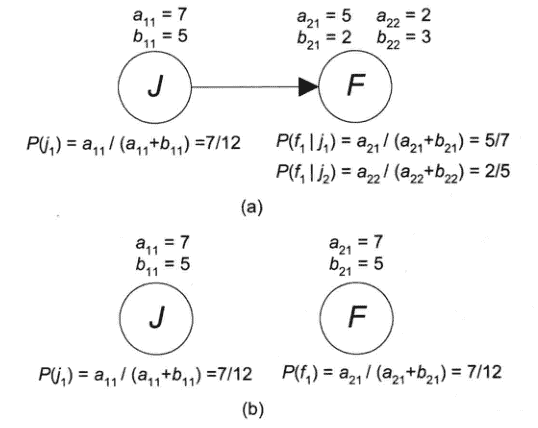 a₁₁ = 7
b₁₁ = 5
a₂₁ = 5 a₂₂ = 2
b₂₁ = 2 b₂₂ = 3
J F
P(j₁) = a₁₁ / (a₁₁+b₁₁) =7/12
P(f₁ | j₁) = a₂₁ / (a₂₁+b₂₁) = 5/7
P(f₁ | j₂) = a₂₂ / (a₂₂+b₂₂) = 2/5
(a)
a₁₁ = 7
b₁₁ = 5
a₂₁ = 7
b₂₁ = 5
J F
P(j₁) = a₁₁ / (a₁₁+b₁₁) =7/12
P(f₁) = a₂₁ / (a₂₁+b₂₁) = 7/12
(b)